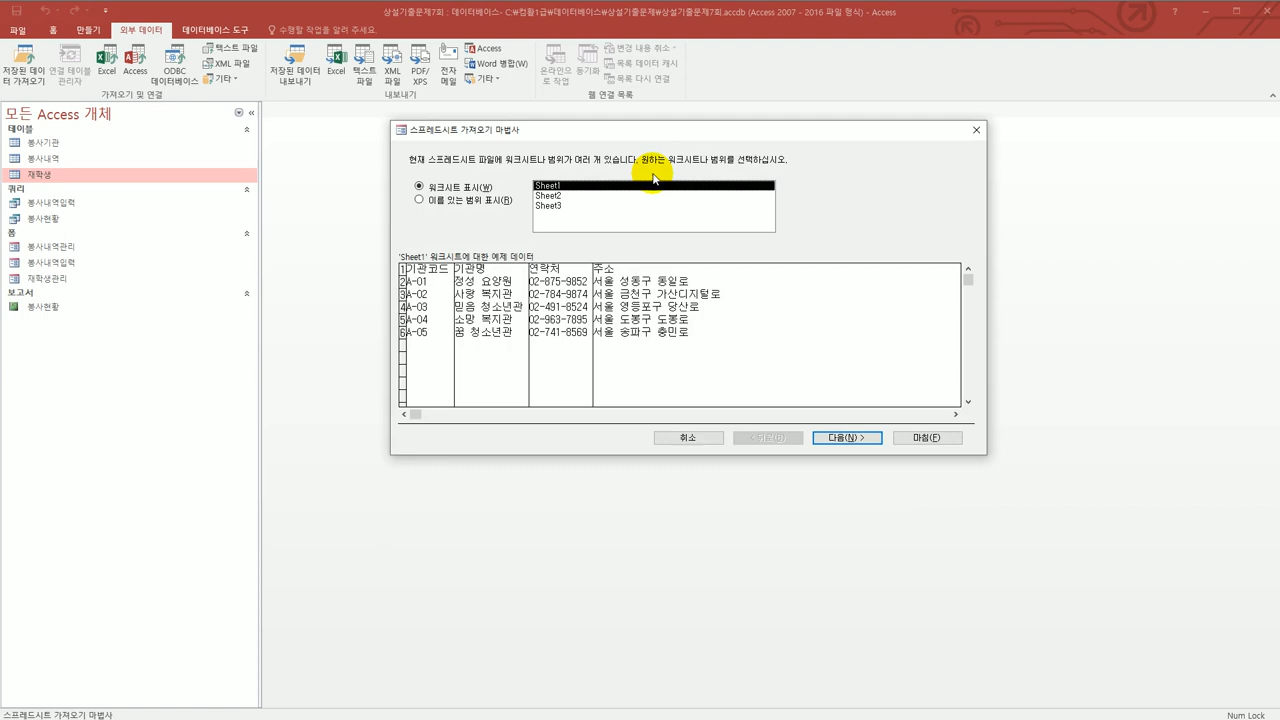 상설기출문제7회 : 데이터베이스- C:₩컴활1급₩데이터베이스₩상설기출문제₩상설기출문제7회.accdb (Access 2007 - 2016 파일 형식) - Access
파일 홈 만들기 외부 데이터 데이터베이스 도구 수행할 작업을 알려 주세요.
저장된 데이터 가져오기
연결 테이블 관리자
Excel
Access
ODBC 데이터베이스
텍스트 파일
XML 파일
기타
가져오기 및 연결
저장된 데이터 내보내기
Excel
텍스트 파일
XML 파일
PDF/XPS
전자 메일
Access
Word 병합(W)
기타
내보내기
온라인으로 작업
동기화
변경 내용 취소
목록 데이터 캐시
목록 다시 연결
웹 연결 목록
모든 Access 개체
테이블
봉사기관
봉사내역
재학생
쿼리
봉사내역입력
봉사현황
폼
봉사내역관리
봉사내역입력
재학생관리
보고서
봉사현황
스프레드시트 가져오기 마법사
현재 스프레드시트 파일에 워크시트나 범위가 여러 개 있습니다. 원하는 워크시트나 범위를 선택하십시오.
워크시트 표시(W)
이름 있는 범위 표시(R)
Sheet1
Sheet2
Sheet3
'Sheet1' 워크시트에 대한 예제 데이터
1 기관코드 기관명 연락처 주소
2 A-01 정성 요양원 02-875-9852 서울 성동구 동일로
3 A-02 사랑 복지관 02-784-9874 서울 금천구 가산디지털로
4 A-03 믿음 청소년관 02-491-8524 서울 영등포구 당산로
5 A-04 소망 복지관 02-963-7895 서울 도봉구 도봉로
6 A-05 꿈 청소년관 02-741-8569 서울 송파구 충민로
취소 < 뒤로(B) 다음(N) > 마침(F)
스프레드시트 가져오기 마법사
Num Lock